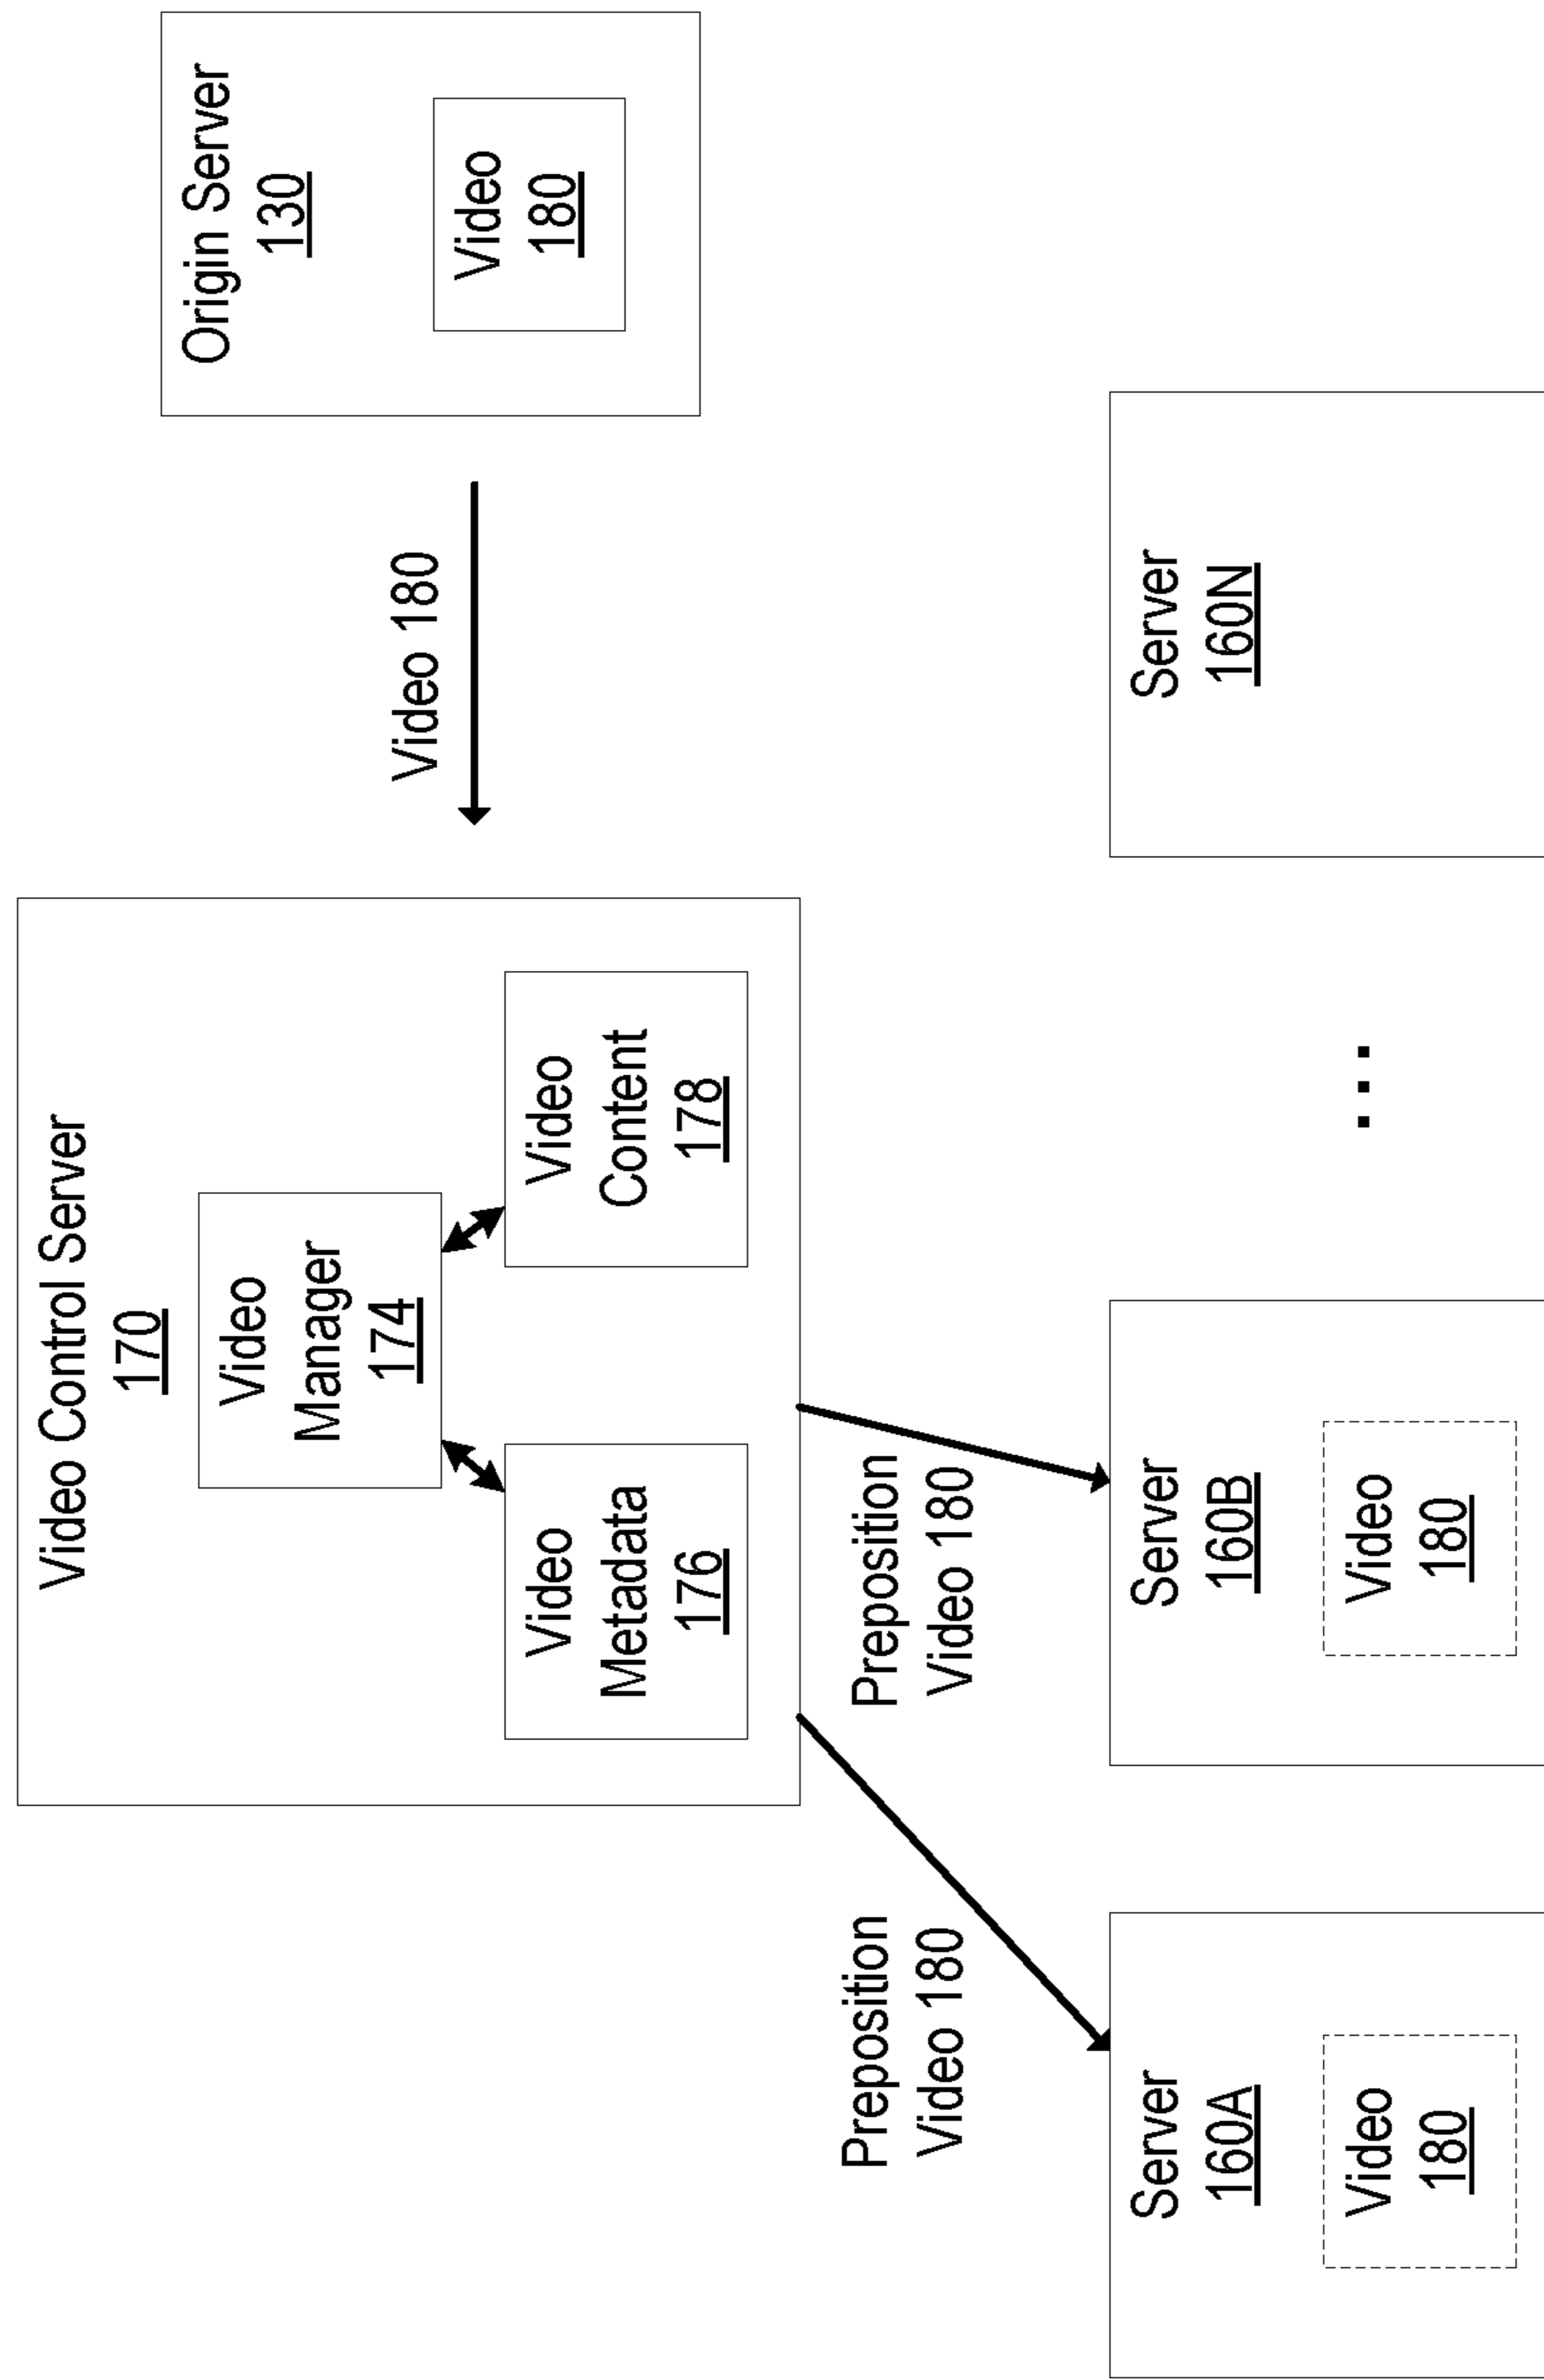 Video Control Server
170
Video
Manager
174
Video
Metadata
176
Video
Content
178
Video 180
Origin Server
130
Video
180
Preposition
Video 180
Preposition
Video 180
Server
160A
Video
180
Server
160B
Video
180
...
Server
160N